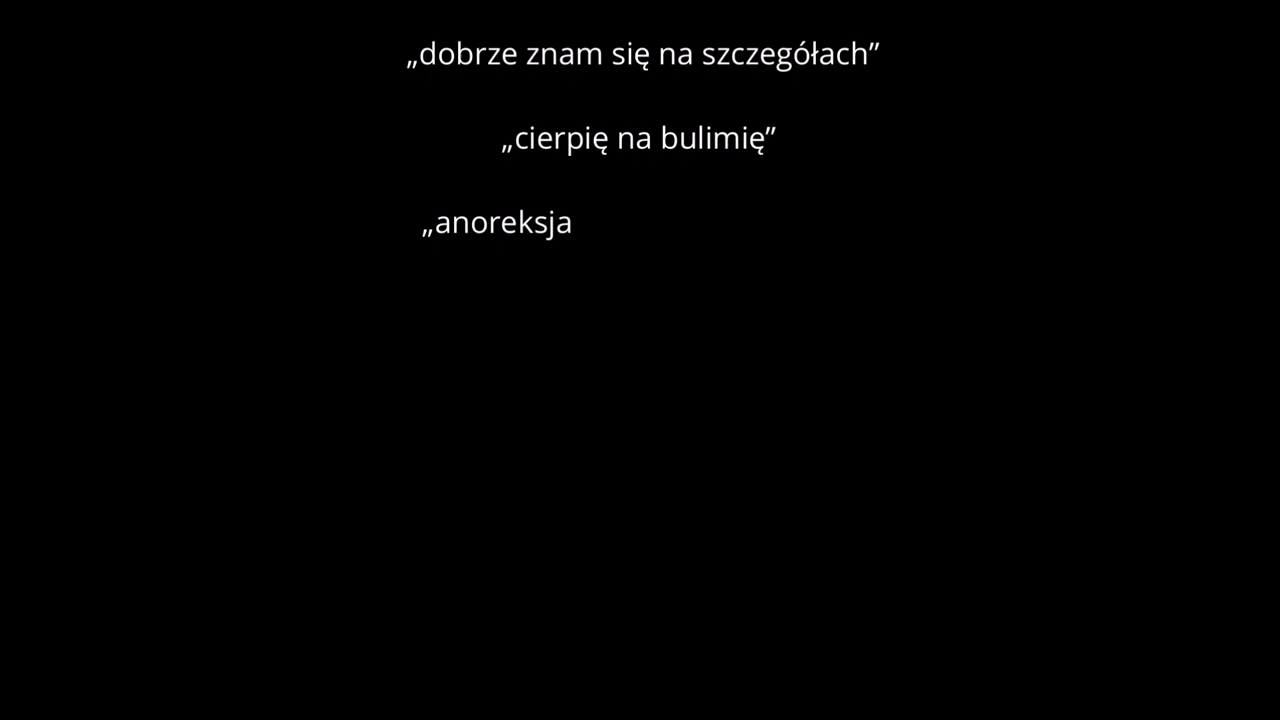 „dobrze znam się na szczegółach”
„cierpię na bulimię”
„anoreksja